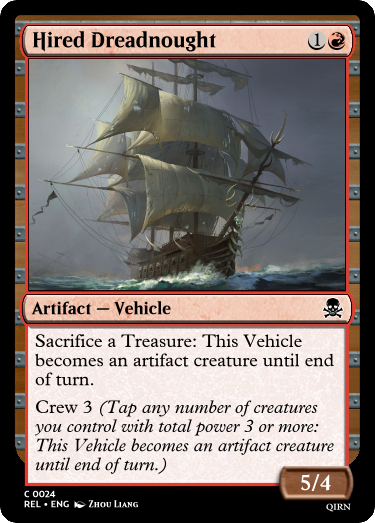 Hired Dreadnought 1
Artifact — Vehicle
Sacrifice a Treasure: This Vehicle
becomes an artifact creature until end
of turn.
Crew 3 (Tap any number of creatures
you control with total power 3 or more:
This Vehicle becomes an artifact creature
until end of turn.)
5/4
C 0024
REL • ENG Zhou Liang
QIRN